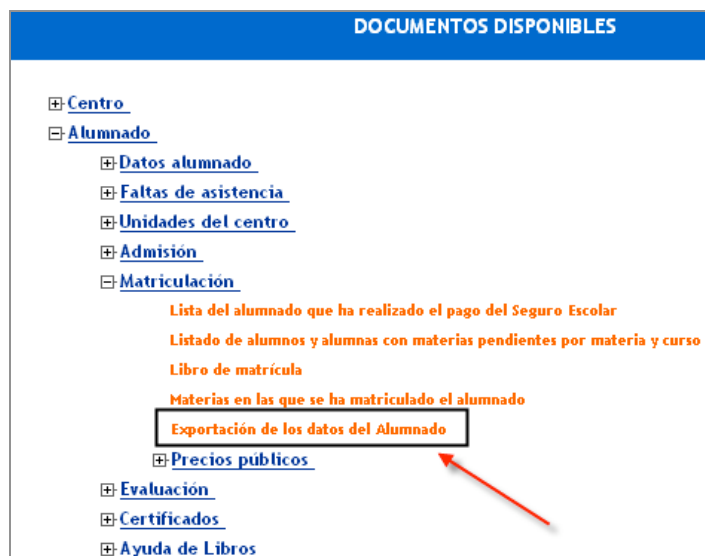 DOCUMENTOS DISPONIBLES
Centro
Alumnado
Datos alumnado
Faltas de asistencia
Unidades del centro
Admisión
Matriculación
Lista del alumnado que ha realizado el pago del Seguro Escolar
Listado de alumnos y alumnas con materias pendientes por materia y curso
Libro de matrícula
Materias en las que se ha matriculado el alumnado
Exportación de los datos del Alumnado
Precios públicos
Evaluación
Certificados
Ayuda de Libros